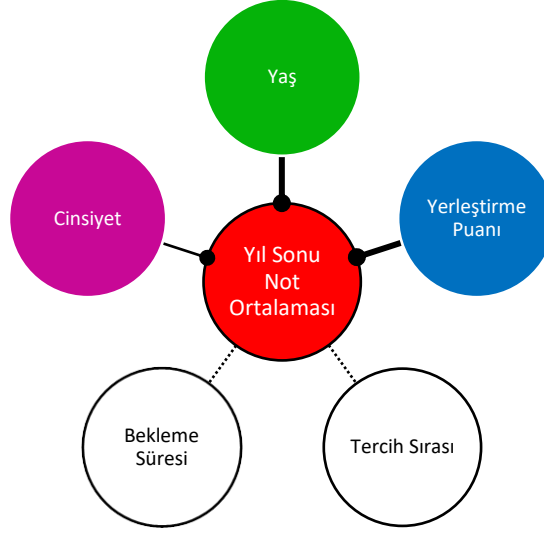 Yaş
Cinsiyet
Yerleştirme
Puanı
Yıl Sonu
Not
Ortalaması
Bekleme
Süresi
Tercih Sırası